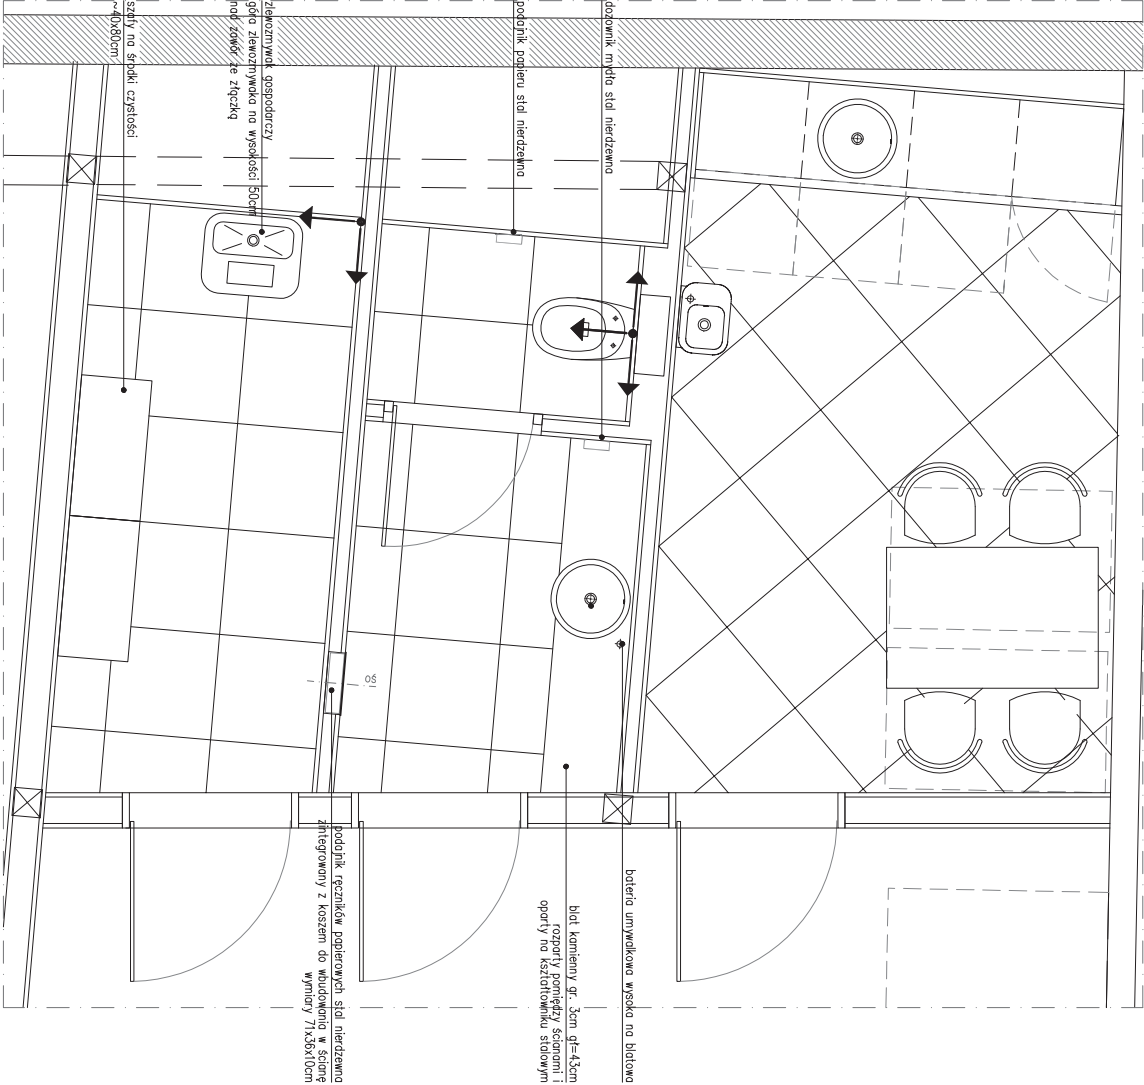 szafy na środki czystości
~40x80cm
zlewozmywak gospodarczy
góra zlewozmywaka na wysokości 50cm
nad zawór ze złączką
podajnik papieru stal nierdzewna
dozownik mydła stal nierdzewna
oś
podajnik ręczników papierowych stal nierdzewna
zintegrowany z koszem do wbudowania w ścianę
wymiary 71x36x10cm
blat kamienny gr. 3cm gł=43cm
rozparty pomiędzy ścianami i
oparty na kształtowniku stalowym
bateria umywalkowa wysoka na blatowa